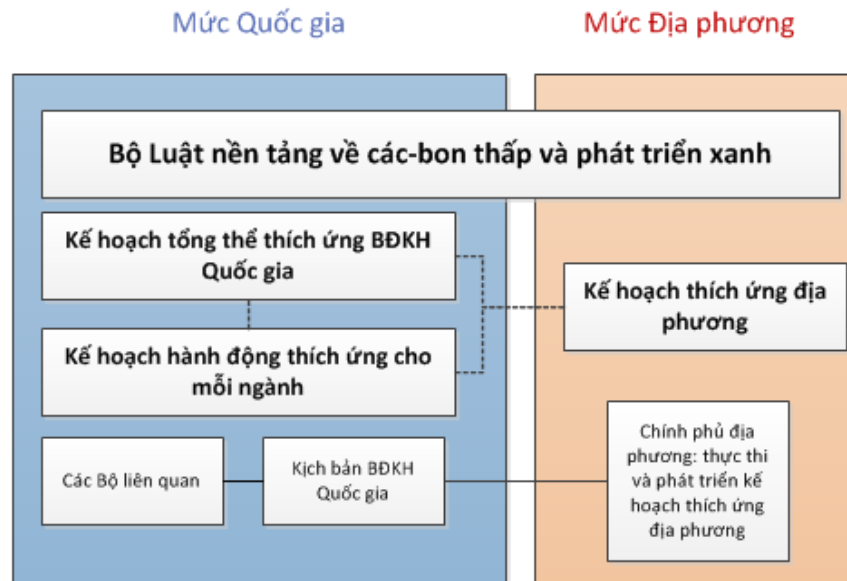 Mức Quốc gia
Mức Địa phương
Bộ Luật nền tảng về các-bon thấp và phát triển xanh
Kế hoạch tổng thể thích ứng BĐKH
Quốc gia
Kế hoạch thích ứng địa
phương
Kế hoạch hành động thích ứng cho
mỗi ngành
Các Bộ liên quan
Kịch bản BĐKH
Quốc gia
Chính phủ địa
phương: thực thi
và phát triển kế
hoạch thích ứng
địa phương